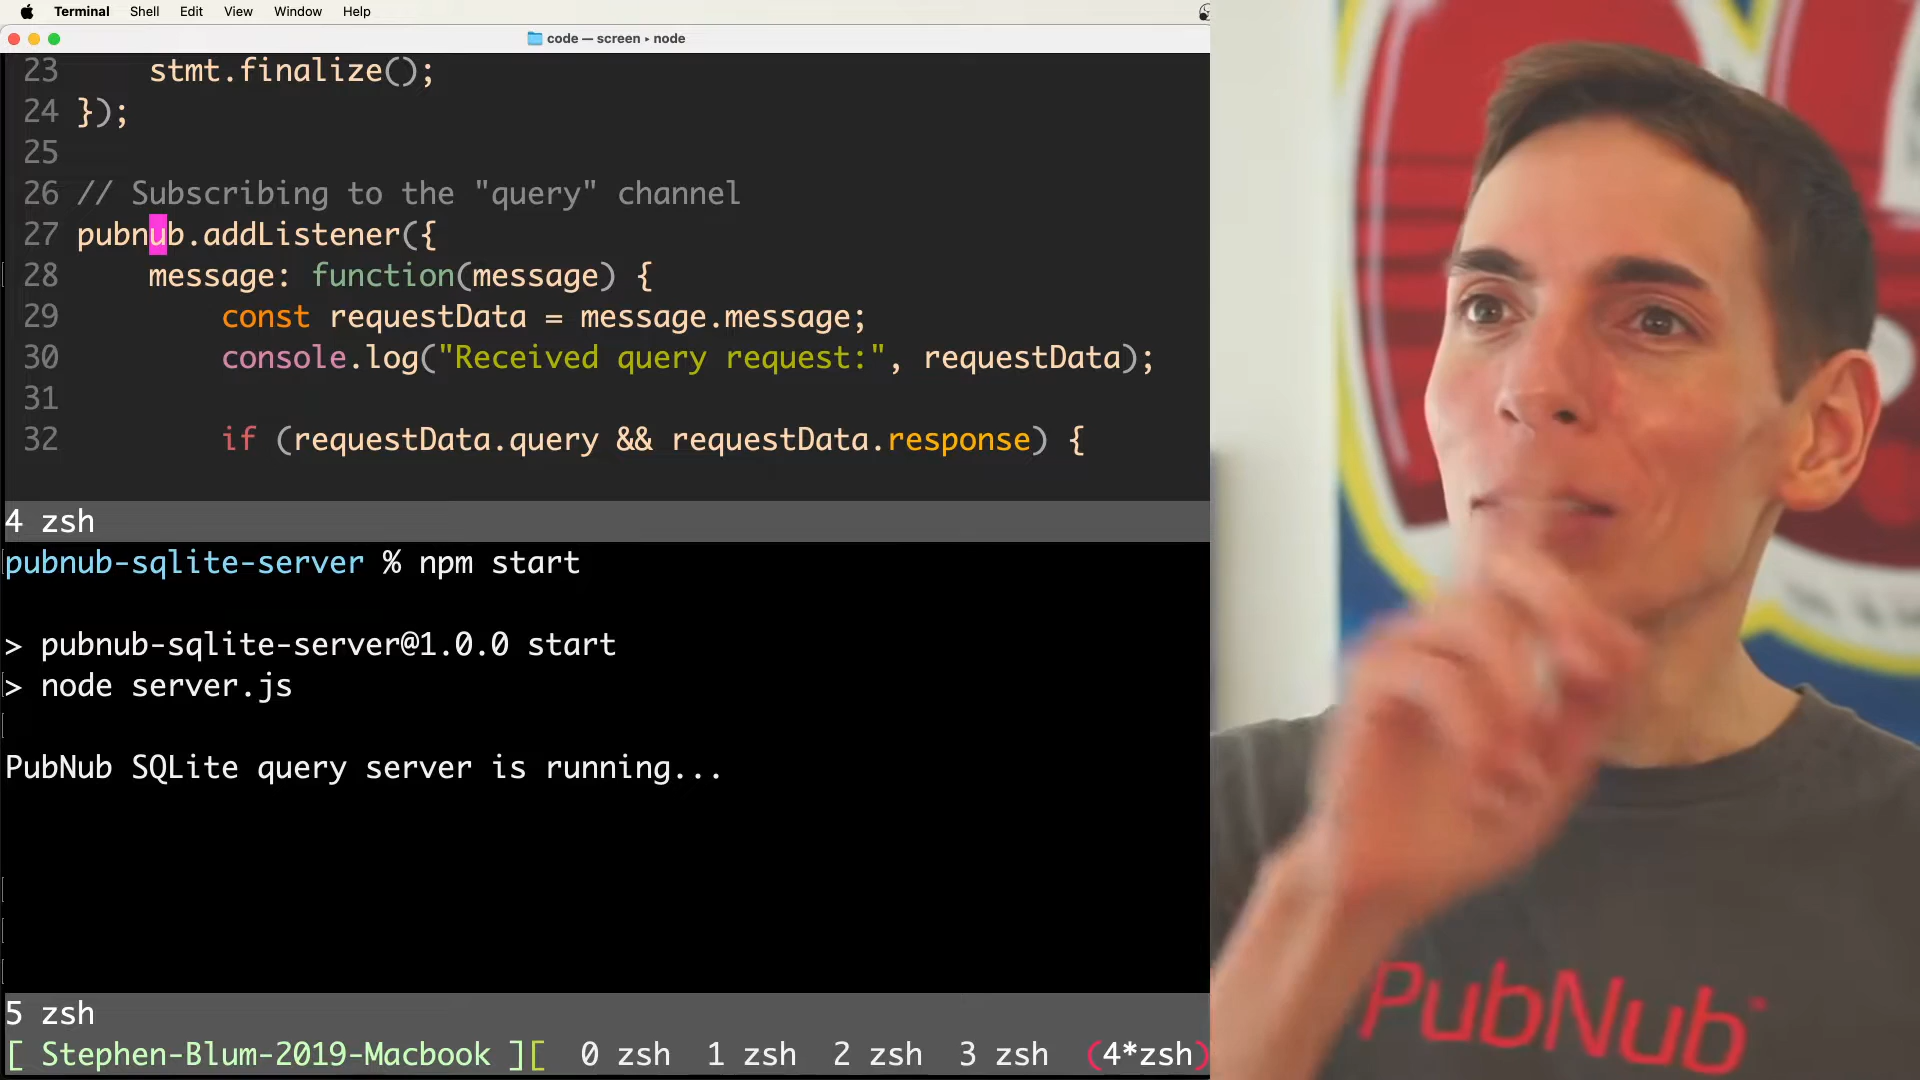 Terminal Shell Edit View Window Help
code — screen ▸ node
23 stmt.finalize();
24 });
25
26 // Subscribing to the "query" channel
27 pubnub.addListener({
28 message: function(message) {
29 const requestData = message.message;
30 console.log("Received query request:", requestData);
31
32 if (requestData.query && requestData.response) {
4 zsh
pubnub-sqlite-server % npm start
> pubnub-sqlite-server@1.0.0 start
> node server.js
PubNub SQLite query server is running...
5 zsh
[ Stephen-Blum-2019-Macbook ][ 0 zsh 1 zsh 2 zsh 3 zsh (4*zsh)
PubNub